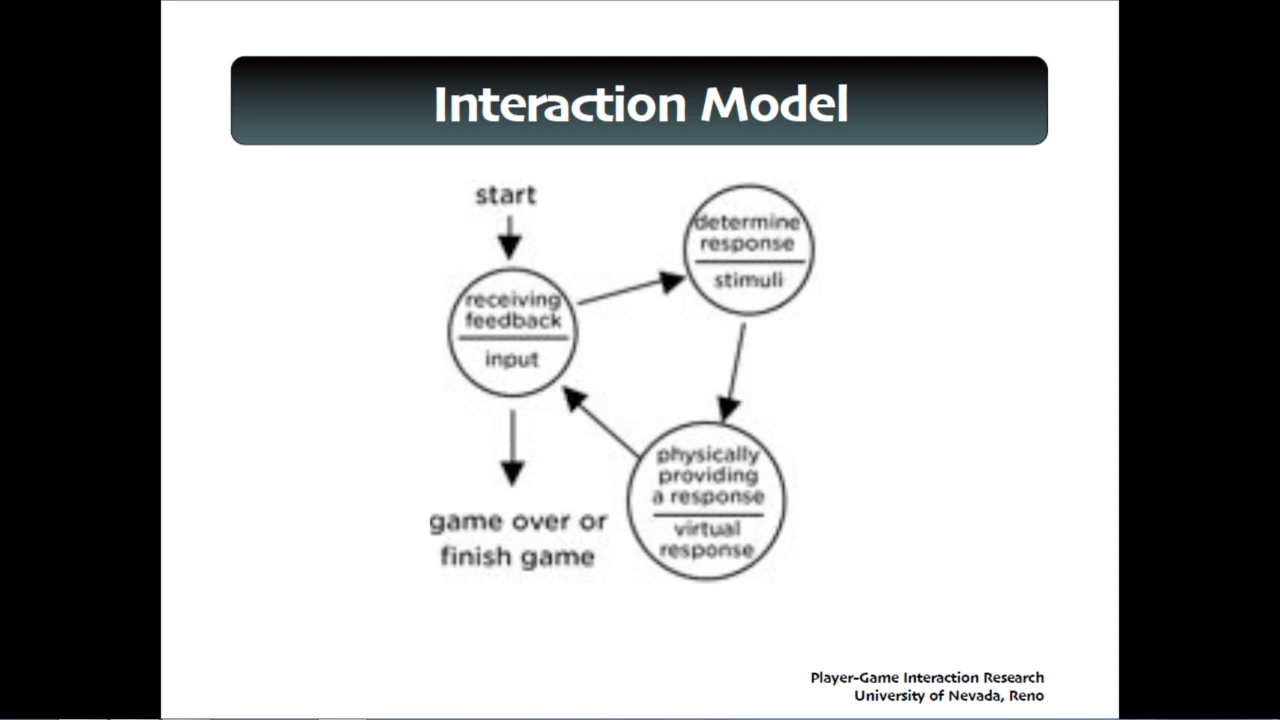 Interaction Model
start
receiving
feedback
input
determine
response
stimuli
physically
providing
a response
virtual
response
game over or
finish game
Player-Game Interaction Research
University of Nevada, Reno